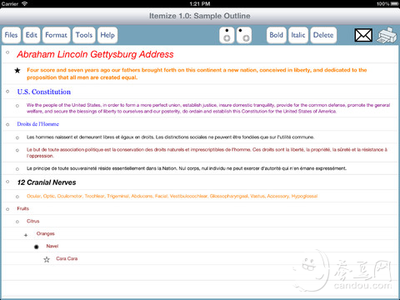 Carrier 1:21 PM 100%
Itemize 1.0: Sample Outline
Files Edit Format Tools Help Bold Italic Delete
Abraham Lincoln Gettysburg Address
Four score and seven years ago our fathers brought forth on this continent a new nation, conceived in liberty, and dedicated to the
proposition that all men are created equal.
U.S. Constitution
We the people of the United States, in order to form a more perfect union, establish justice, insure domestic tranquility, provide for the common defense, promote the general
welfare, and secure the blessings of liberty to ourselves and our posterity, do ordain and establish this Constitution for the United States of America.
Droits de l'Homme
Les hommes naissent et demeurent libres et égaux en droits. Les distinctions sociales ne peuvent être fondées que sur l'utilité commune.
Le but de toute association politique est la conservation des droits naturels et imprescriptibles de l'Homme. Ces droits sont la liberté, la propriété, la sûreté et la résistance à
l'oppression.
Le principe de toute souveraineté réside essentiellement dans la Nation. Nul corps, nul individu ne peut exercer d'autorité qui n'en émane expressément.
12 Cranial Nerves
Olfactory, Optic, Oculomotor, Trochlear, Trigeminal, Abducens, Facial, Vestibulocochlear, Glossopharyngeal, Vagus, Accessory, Hypoglossal
Fruits
Citrus
Oranges
Navel
Cara Cara
candou.com